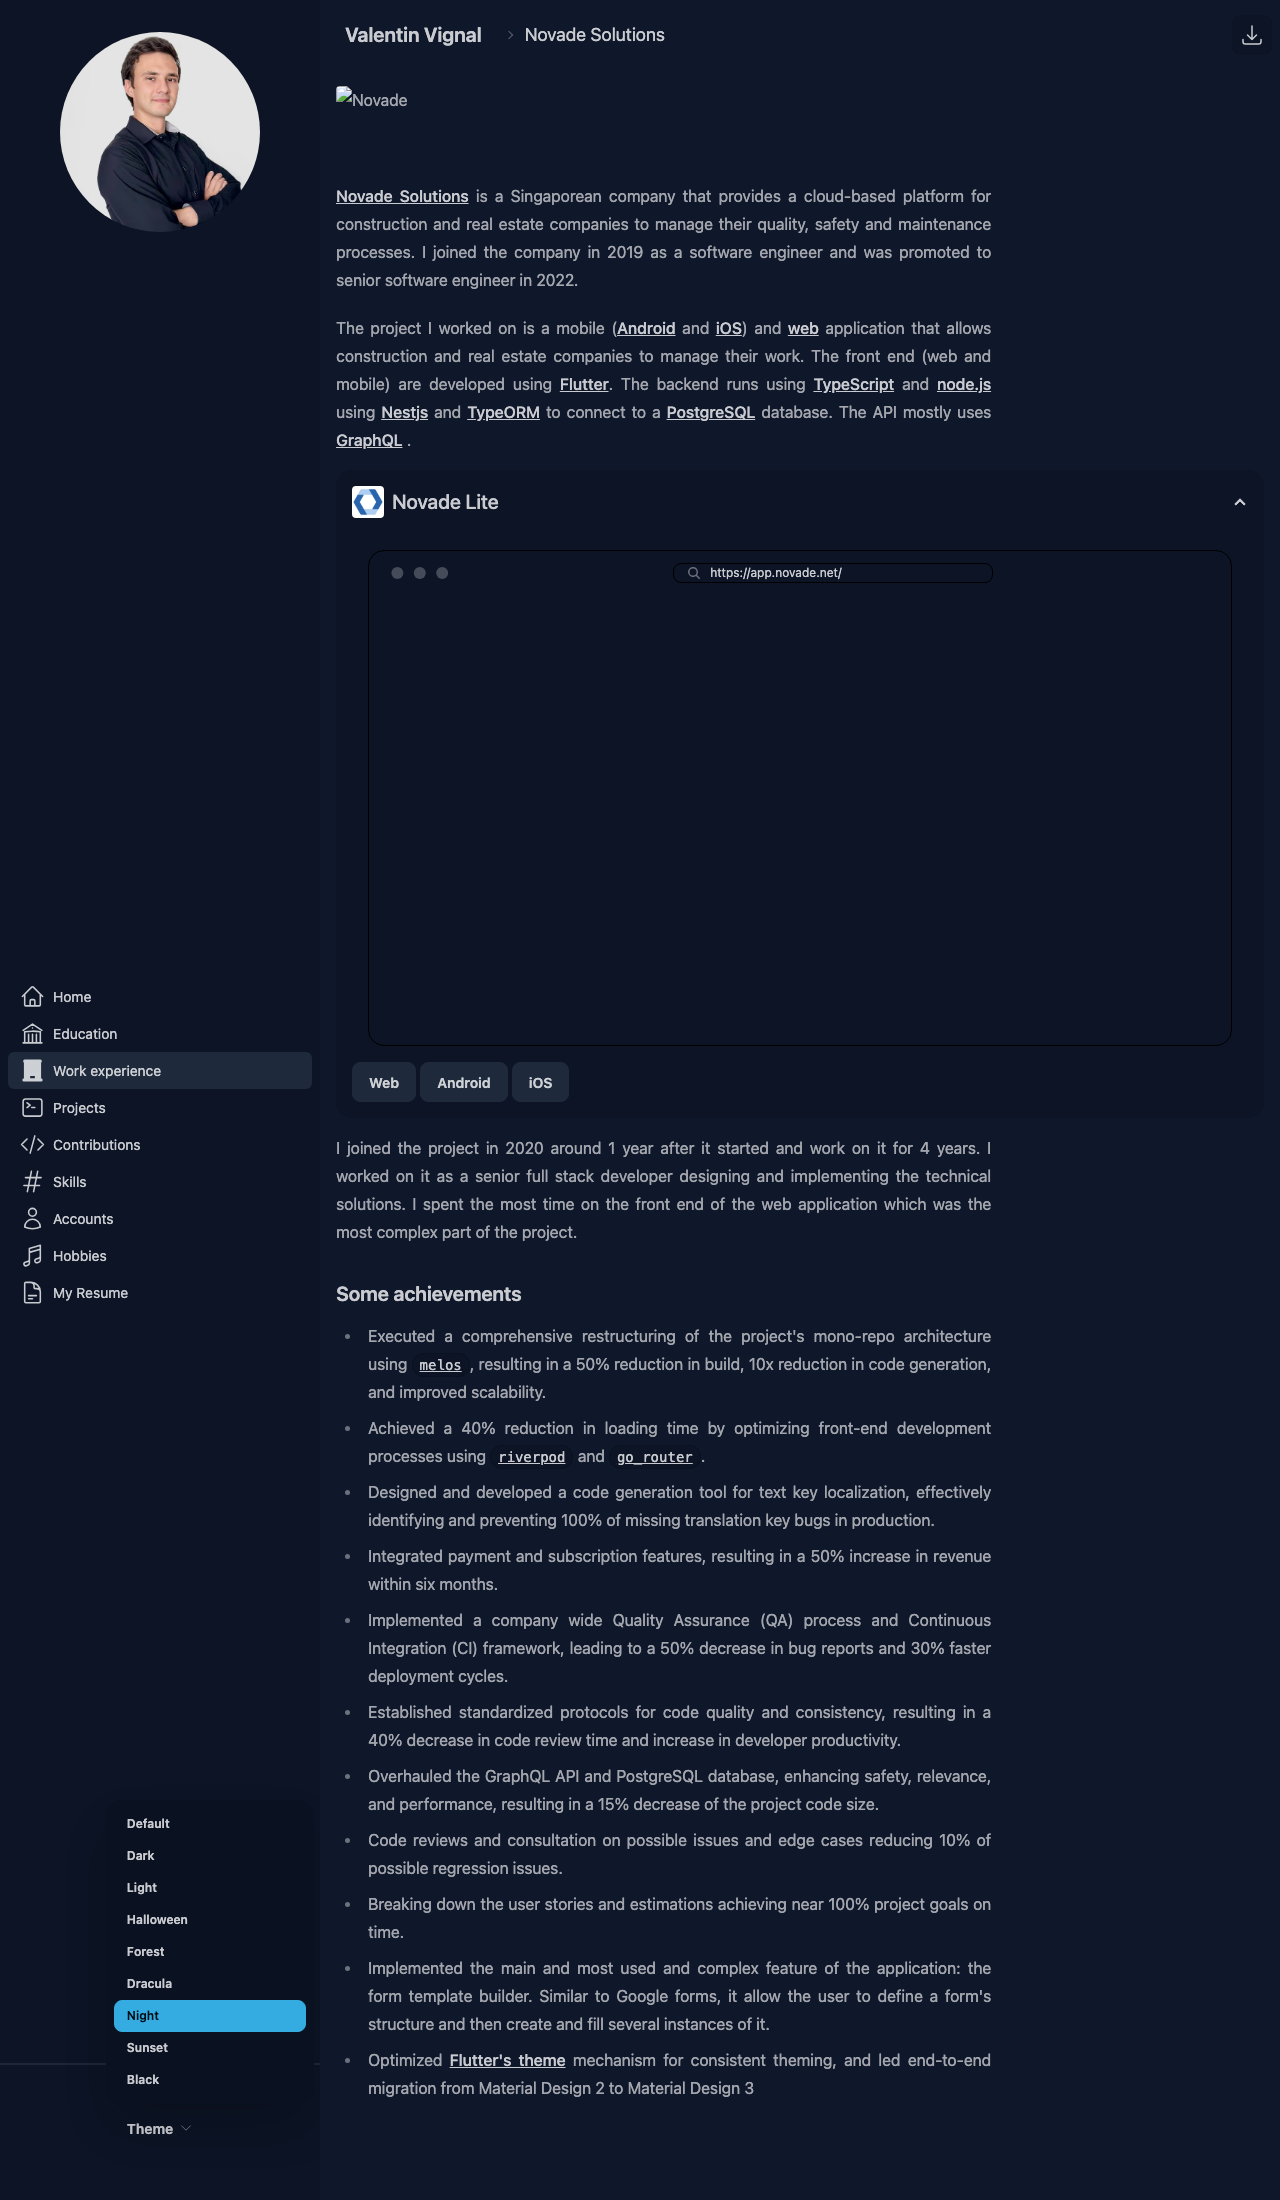 Valentin Vignal
Novade Solutions
Novade
Novade Solutions is a Singaporean company that provides a cloud-based platform for
construction and real estate companies to manage their quality, safety and maintenance
processes. I joined the company in 2019 as a software engineer and was promoted to
senior software engineer in 2022.
The project I worked on is a mobile (Android and iOS) and web application that allows
construction and real estate companies to manage their work. The front end (web and
mobile) are developed using Flutter. The backend runs using TypeScript and node.js
using Nestjs and TypeORM to connect to a PostgreSQL database. The API mostly uses
GraphQL .
Novade Lite
https://app.novade.net/
Web
Android
iOS
I joined the project in 2020 around 1 year after it started and work on it for 4 years. I
worked on it as a senior full stack developer designing and implementing the technical
solutions. I spent the most time on the front end of the web application which was the
most complex part of the project.
Some achievements
Executed a comprehensive restructuring of the project's mono-repo architecture
using melos , resulting in a 50% reduction in build, 10x reduction in code generation,
and improved scalability.
Achieved a 40% reduction in loading time by optimizing front-end development
processes using riverpod and go_router .
Designed and developed a code generation tool for text key localization, effectively
identifying and preventing 100% of missing translation key bugs in production.
Integrated payment and subscription features, resulting in a 50% increase in revenue
within six months.
Implemented a company wide Quality Assurance (QA) process and Continuous
Integration (CI) framework, leading to a 50% decrease in bug reports and 30% faster
deployment cycles.
Established standardized protocols for code quality and consistency, resulting in a
40% decrease in code review time and increase in developer productivity.
Overhauled the GraphQL API and PostgreSQL database, enhancing safety, relevance,
and performance, resulting in a 15% decrease of the project code size.
Code reviews and consultation on possible issues and edge cases reducing 10% of
possible regression issues.
Breaking down the user stories and estimations achieving near 100% project goals on
time.
Implemented the main and most used and complex feature of the application: the
form template builder. Similar to Google forms, it allow the user to define a form's
structure and then create and fill several instances of it.
Optimized Flutter's theme mechanism for consistent theming, and led end-to-end
migration from Material Design 2 to Material Design 3
Home
Education
Work experience
Projects
Contributions
Skills
Accounts
Hobbies
My Resume
Default
Dark
Light
Halloween
Forest
Dracula
Night
Sunset
Black
Theme